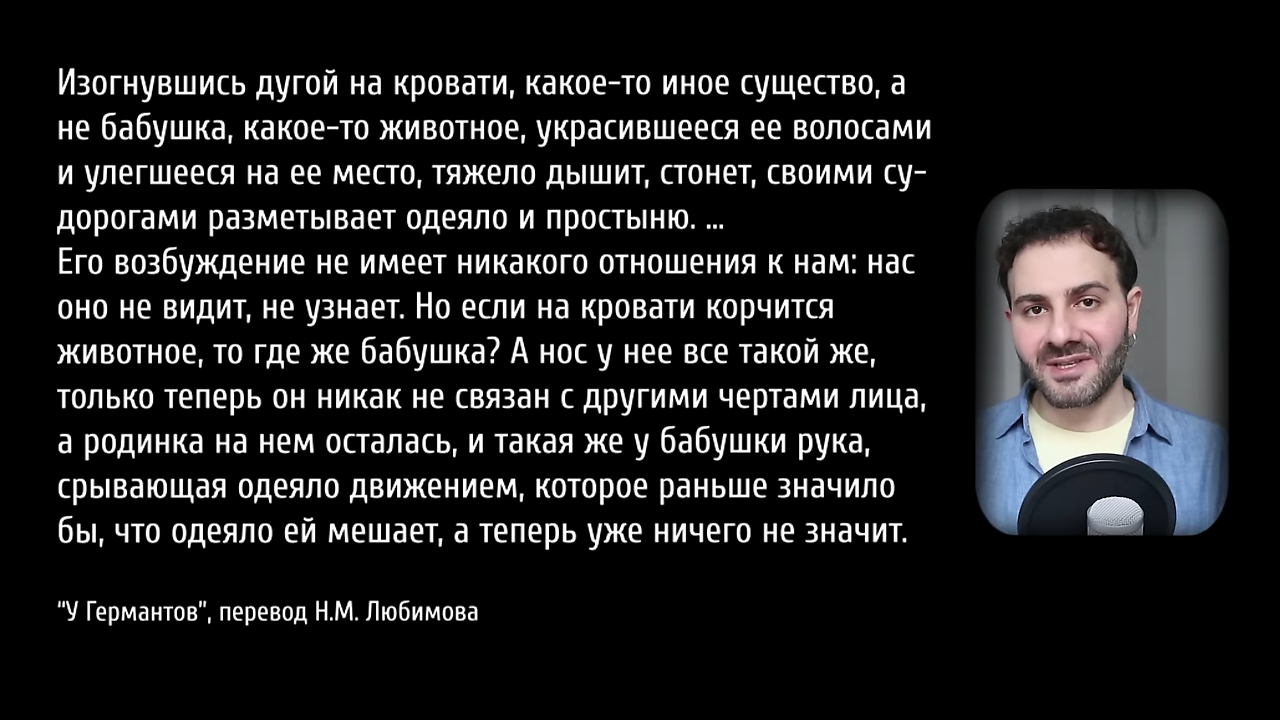 Изогнувшись дугой на кровати, какое-то иное существо, а
не бабушка, какое-то животное, украсившееся ее волосами
и улегшееся на ее место, тяжело дышит, стонет, своими су-
дорогами разметывает одеяло и простыню. ...
Его возбуждение не имеет никакого отношения к нам: нас
оно не видит, не узнает. Но если на кровати корчится
животное, то где же бабушка? А нос у нее все такой же,
только теперь он никак не связан с другими чертами лица,
а родинка на нем осталась, и такая же у бабушки рука,
срывающая одеяло движением, которое раньше значило
бы, что одеяло ей мешает, а теперь уже ничего не значит.
“У Германтов”, перевод Н.М. Любимова